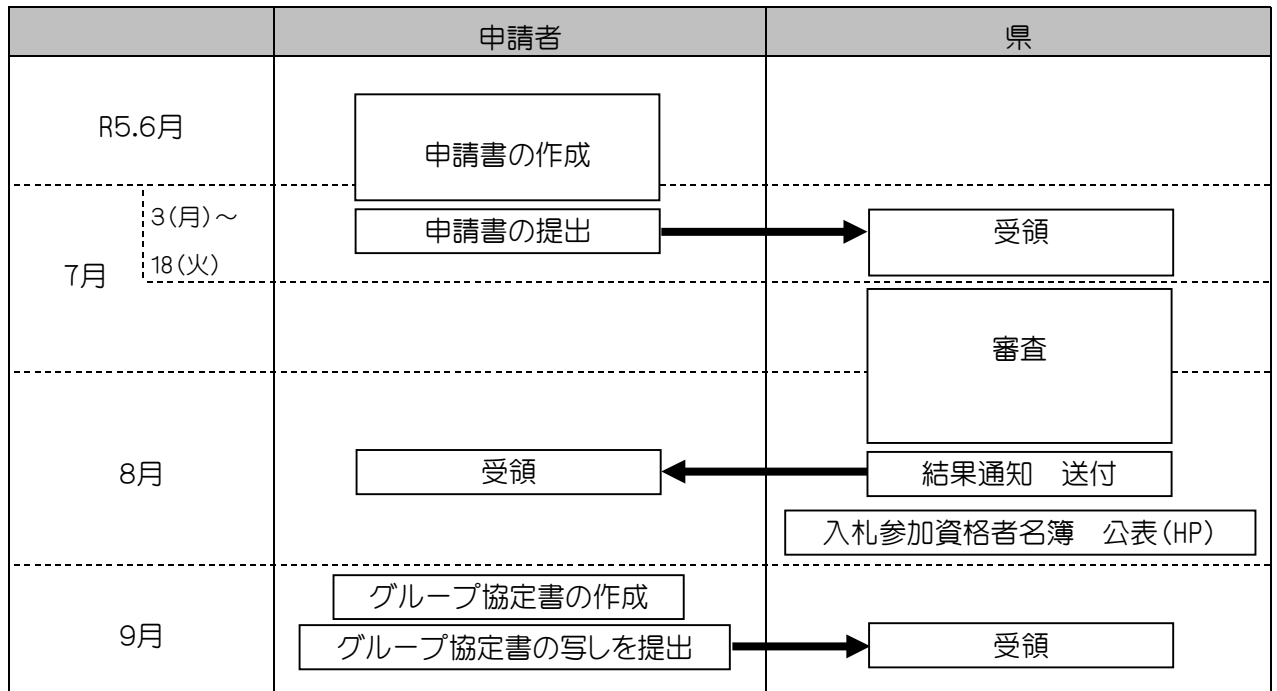 申請者
県
R5.6月
申請書の作成
7月
3(月)～
18(火)
申請書の提出
受領
審査
8月
受領
結果通知　送付
入札参加資格者名簿　公表(HP)
9月
グループ協定書の作成
グループ協定書の写しを提出
受領